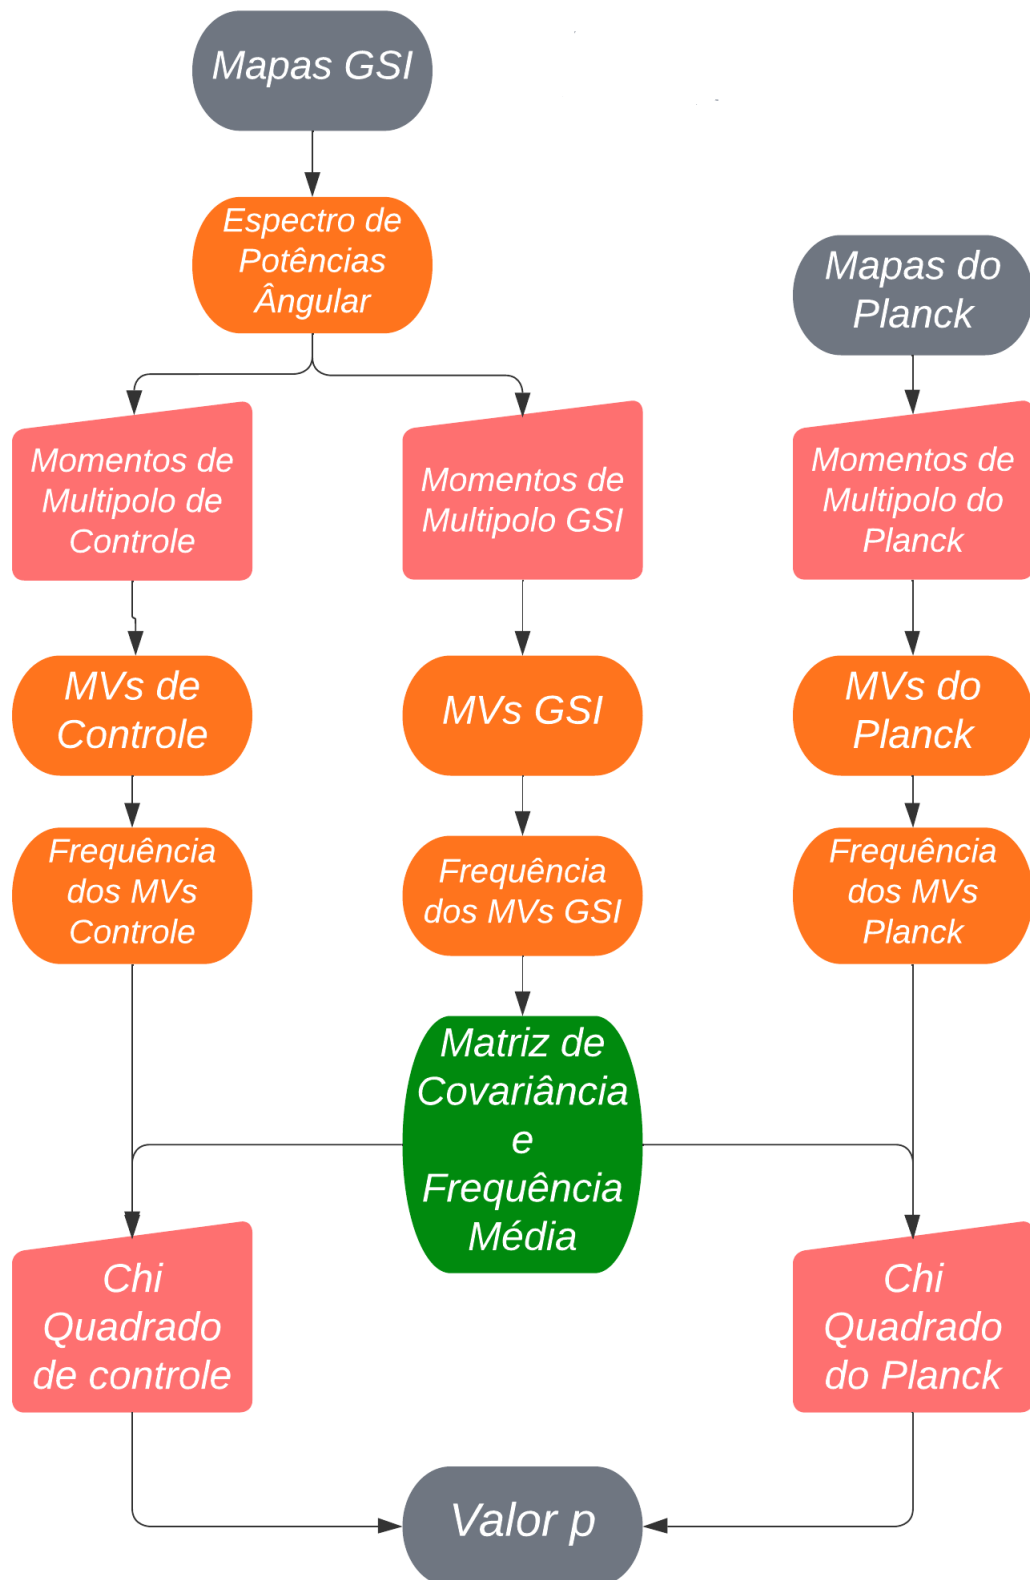 Mapas GSI
Espectro de
Potências
Ângular
Mapas do
Planck
Momentos de
Multipolo de
Controle
Momentos de
Multipolo GSI
Momentos de
Multipolo do
Planck
MVs de
Controle
MVs GSI
MVs do
Planck
Frequência
dos MVs
Controle
Frequência
dos MVs GSI
Frequência
dos MVs
Planck
Matriz de
Covariância
e
Frequência
Média
Chi
Quadrado
de controle
Chi
Quadrado
do Planck
Valor p